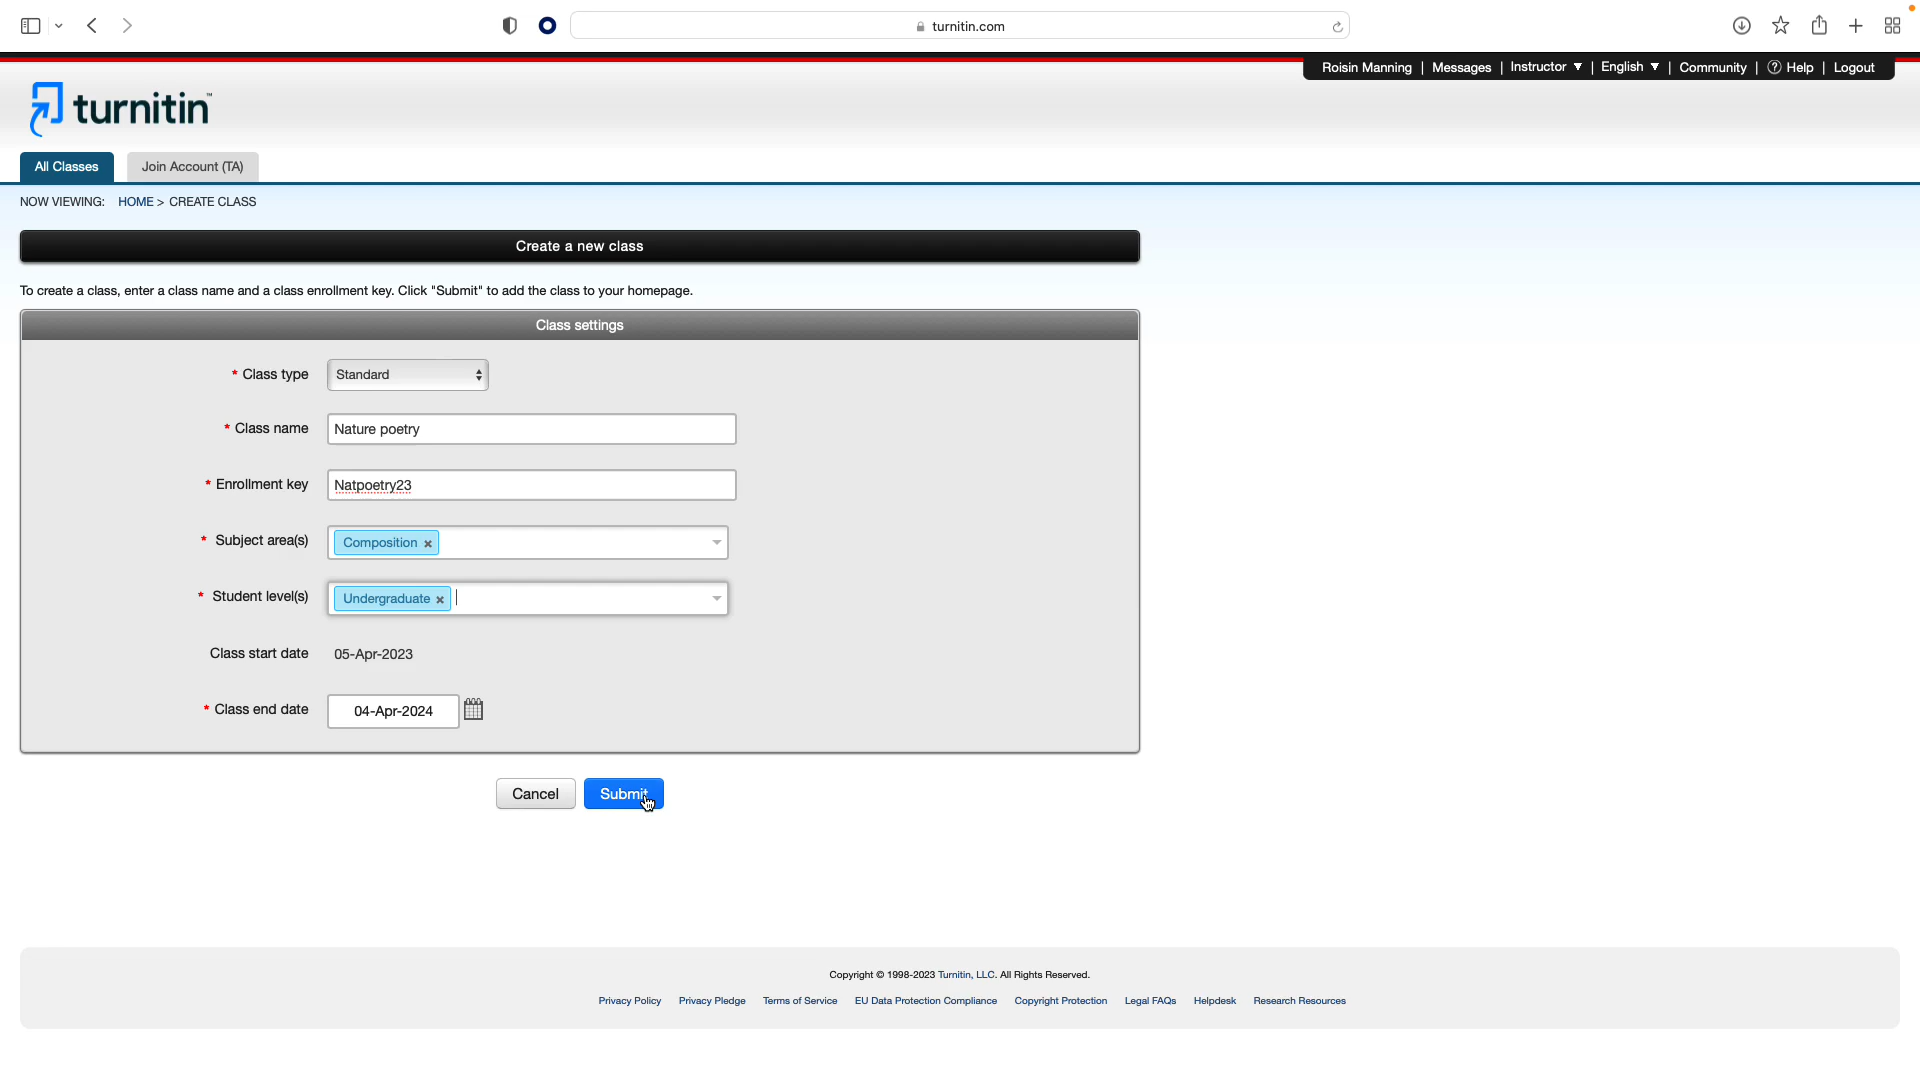 turnitin.com
Roisin Manning | Messages | Instructor ▼ | English ▼ | Community | ? Help | Logout
turnitin™
All Classes
Join Account (TA)
NOW VIEWING: HOME > CREATE CLASS
Create a new class
To create a class, enter a class name and a class enrollment key. Click "Submit" to add the class to your homepage.
Class settings
* Class type Standard
* Class name Nature poetry
* Enrollment key Natpoetry23
* Subject area(s) Composition ×
* Student level(s) Undergraduate ×
Class start date 05-Apr-2023
* Class end date 04-Apr-2024
Cancel Submit
Copyright © 1998-2023 Turnitin, LLC. All Rights Reserved.
Privacy Policy Privacy Pledge Terms of Service EU Data Protection Compliance Copyright Protection Legal FAQs Helpdesk Research Resources